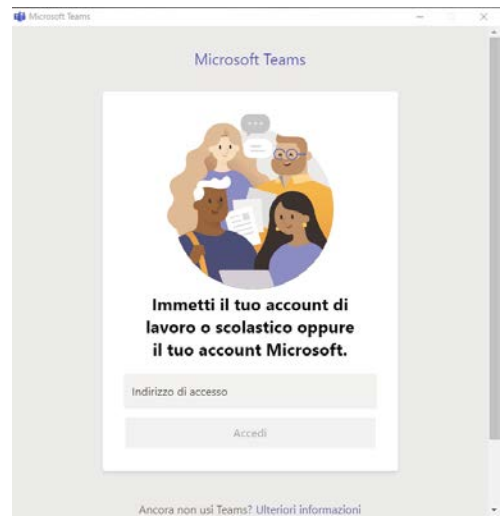 Microsoft Teams
Microsoft Teams
Immetti il tuo account di
lavoro o scolastico oppure
il tuo account Microsoft.
Indirizzo di accesso
Accedi
Ancora non usi Teams? Ulteriori informazioni